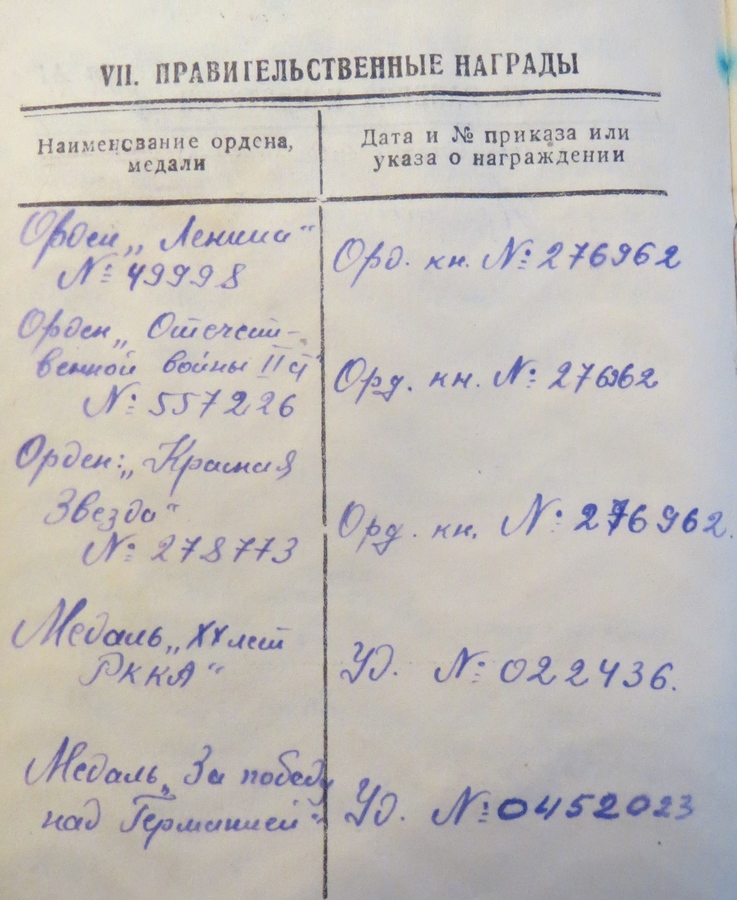 VII. ПРАВИТЕЛЬСТВЕННЫЕ НАГРАДЫ
Наименование ордена,
медали
Дата и № приказа или
указа о награждении
Орден „Ленина“
№ 49998
Орд. кн. № 276962
Орден „Отечест-
венной войны II ст“
№ 557226
Орд. кн. № 276962
Орден: „Красная
Звезда“
№ 278773
Орд. кн. № 276962.
Медаль „XX лет
РККА“
Уд. № 022436.
Медаль „За победу
над Германией“
Уд. № 0452023